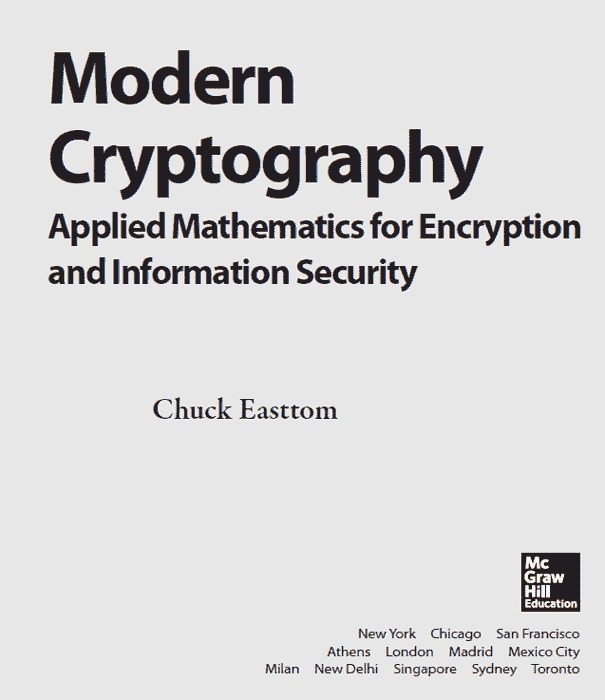 Modern
Cryptography
Applied Mathematics for Encryption
and Information Security
Chuck Easttom
Mc
Graw
Hill
Education
New York Chicago San Francisco
Athens London Madrid Mexico City
Milan New Delhi Singapore Sydney Toronto